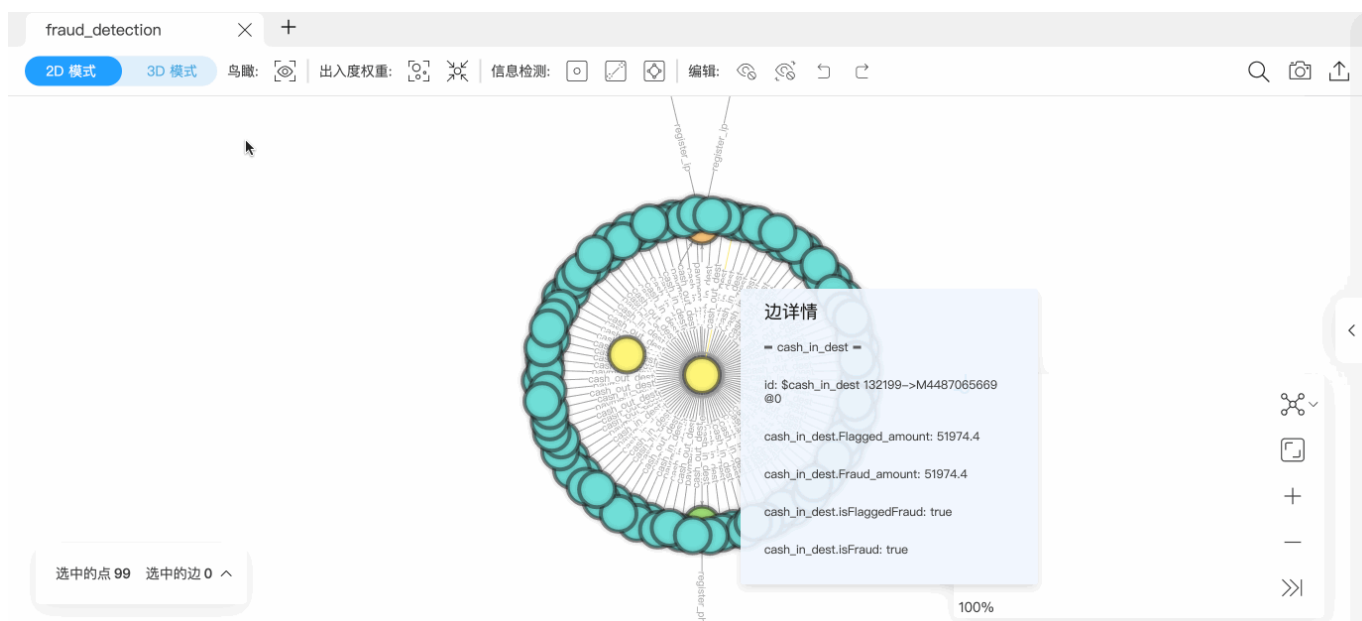 fraud_detection
2D 模式
3D 模式
鸟瞰:
出入度权重:
信息检测:
编辑:
register_ip
register_ip
边详情
━ cash_in_dest ━
id: $cash_in_dest 132199–>M4487065669
@0
cash_in_dest.Flagged_amount: 51974.4
cash_in_dest.Fraud_amount: 51974.4
cash_in_dest.isFlaggedFraud: true
cash_in_dest.isFraud: true
选中的点 99 选中的边 0
100%